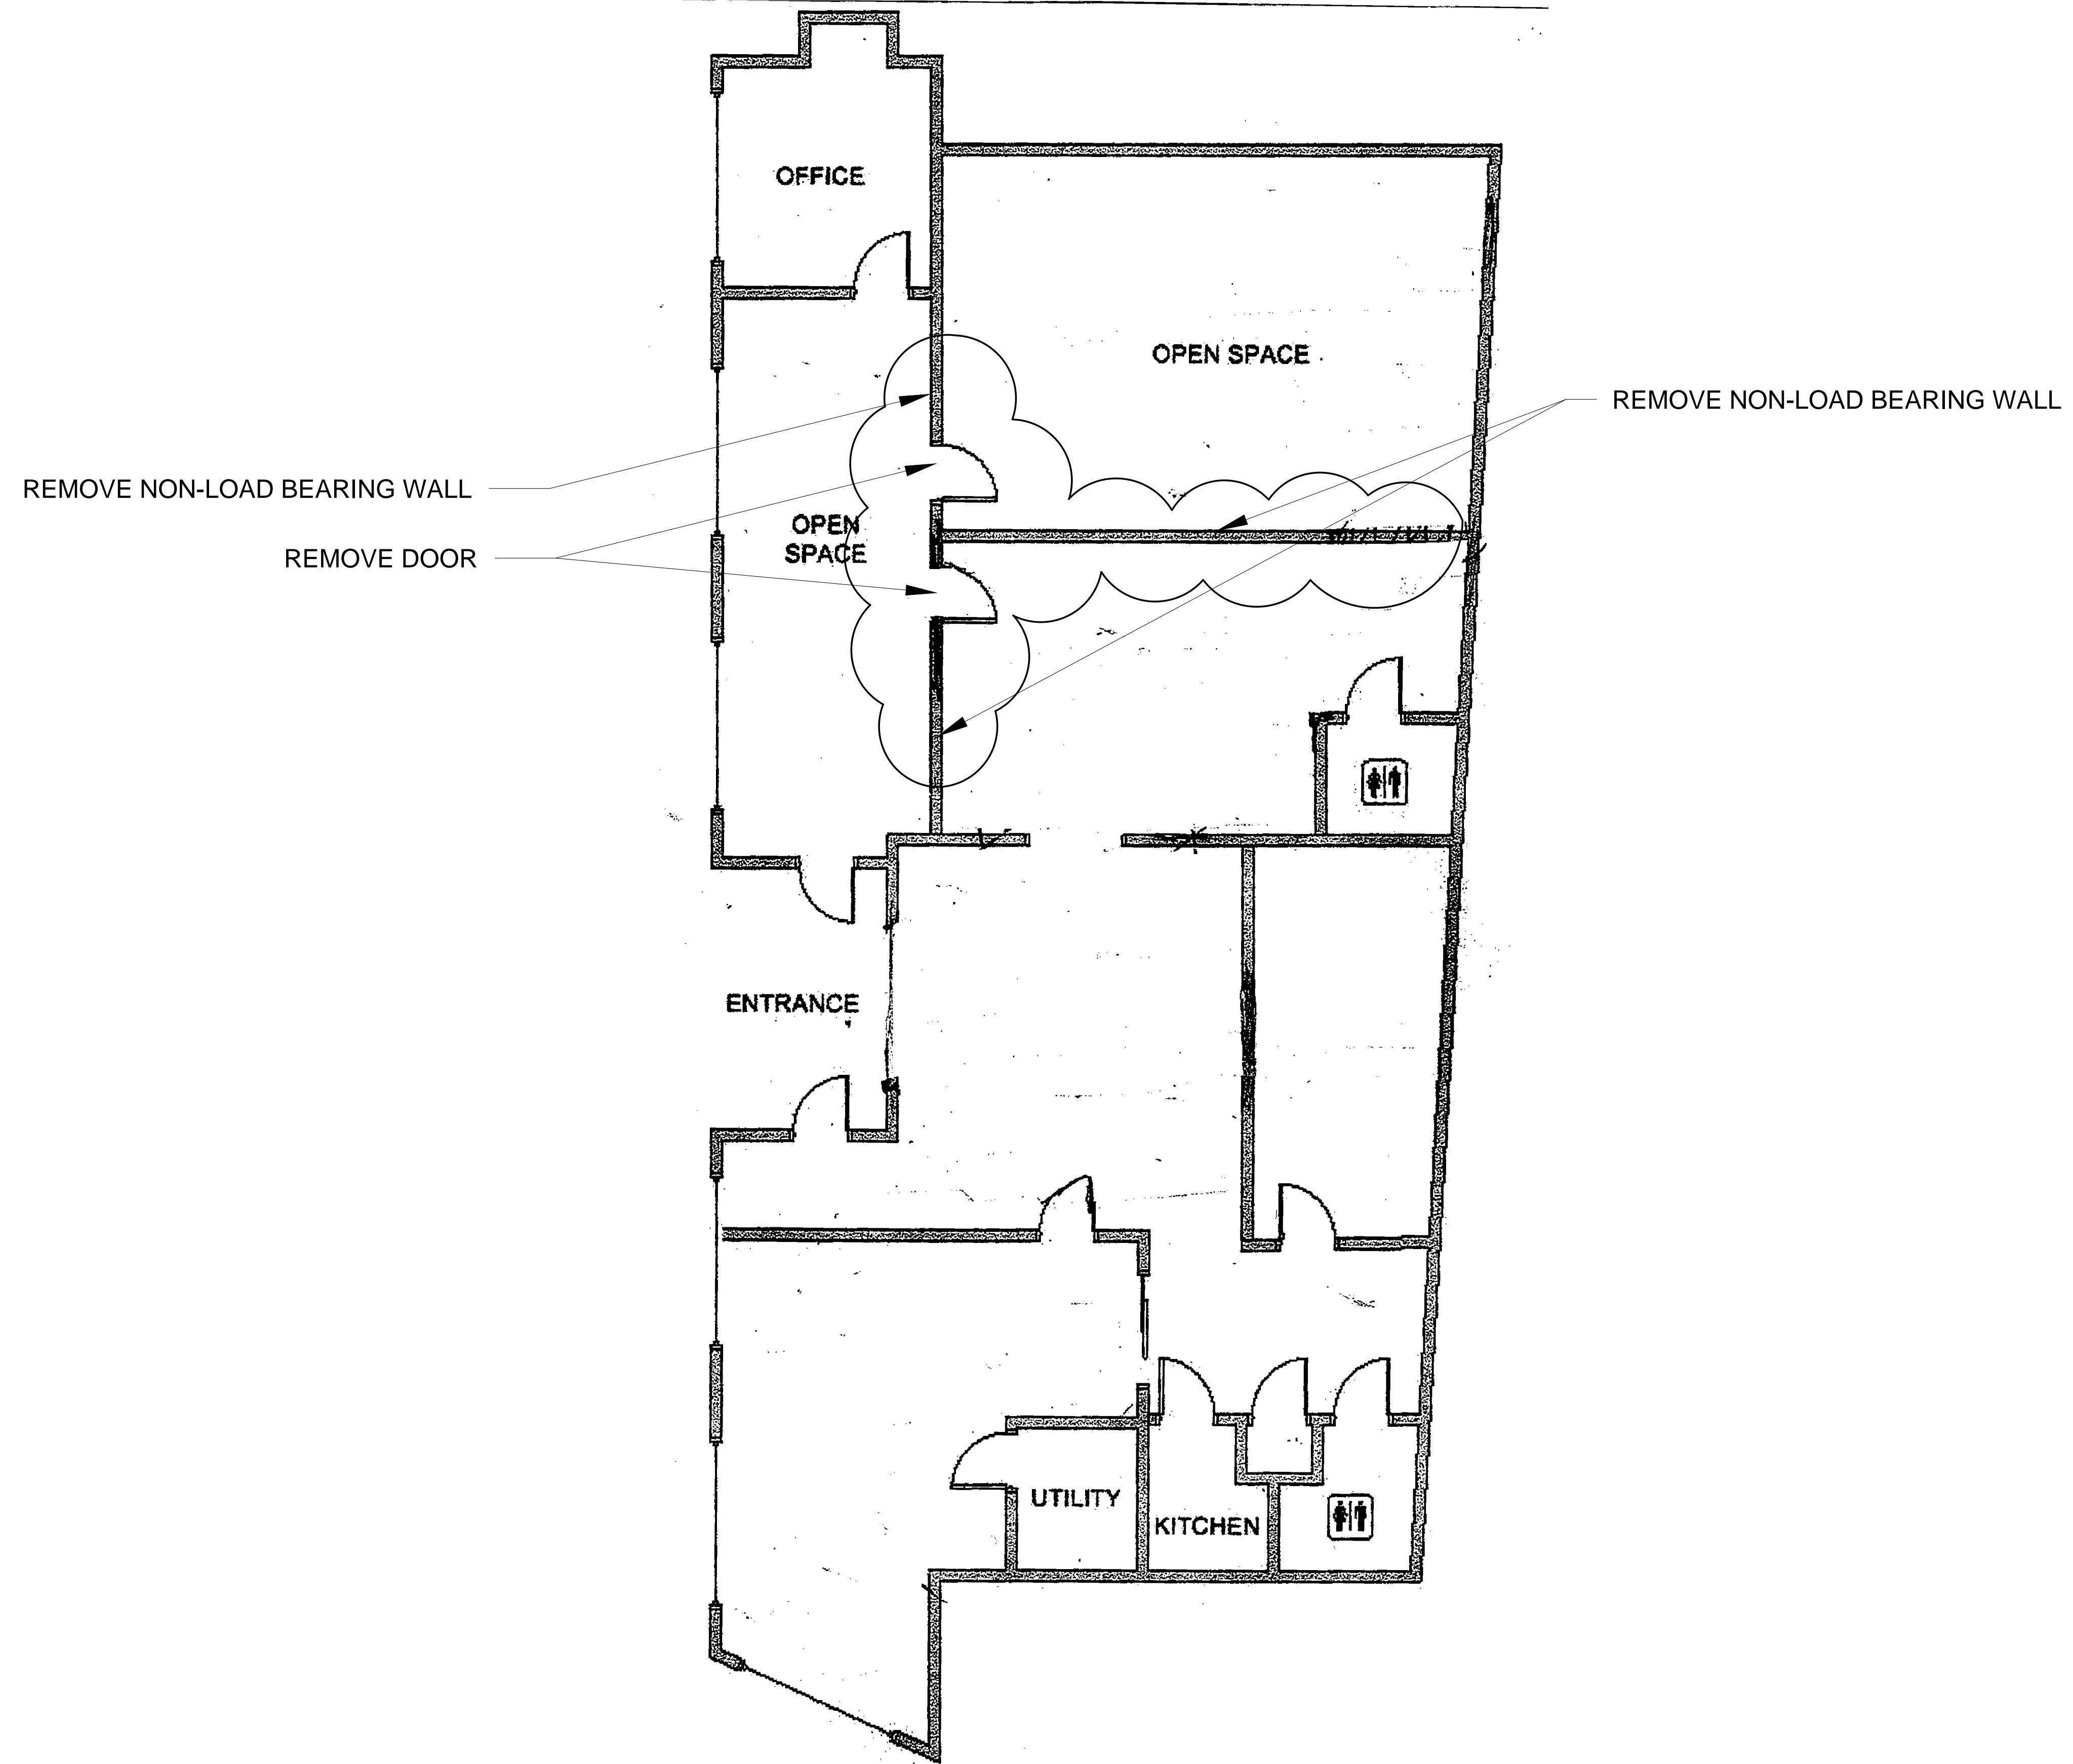 OFFICE
OPEN SPACE
REMOVE NON-LOAD BEARING WALL
REMOVE NON-LOAD BEARING WALL
OPEN
SPACE
REMOVE DOOR
ENTRANCE
UTILITY
KITCHEN